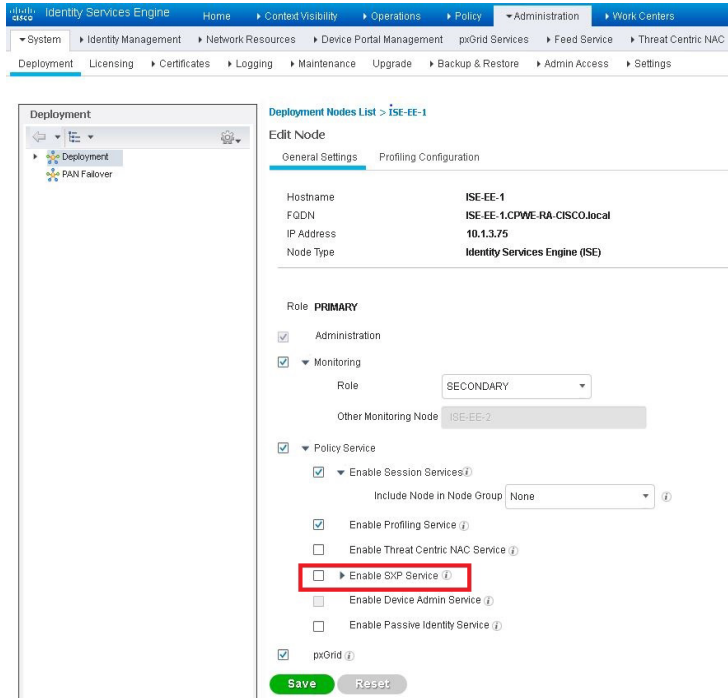 cisco Identity Services Engine Home Context Visibility Operations Policy Administration Work Centers
System Identity Management Network Resources Device Portal Management pxGrid Services Feed Service Threat Centric NAC
Deployment Licensing Certificates Logging Maintenance Upgrade Backup & Restore Admin Access Settings
Deployment
Deployment
PAN Failover
Deployment Nodes List > ISE-EE-1
Edit Node
General Settings Profiling Configuration
Hostname ISE-EE-1
FQDN ISE-EE-1.CPWE-RA-CISCO.local
IP Address 10.1.3.75
Node Type Identity Services Engine (ISE)
Role PRIMARY
Administration
Monitoring
Role SECONDARY
Other Monitoring Node ISE-EE-2
Policy Service
Enable Session Services
Include Node in Node Group None
Enable Profiling Service
Enable Threat Centric NAC Service
Enable SXP Service
Enable Device Admin Service
Enable Passive Identity Service
pxGrid
Save Reset